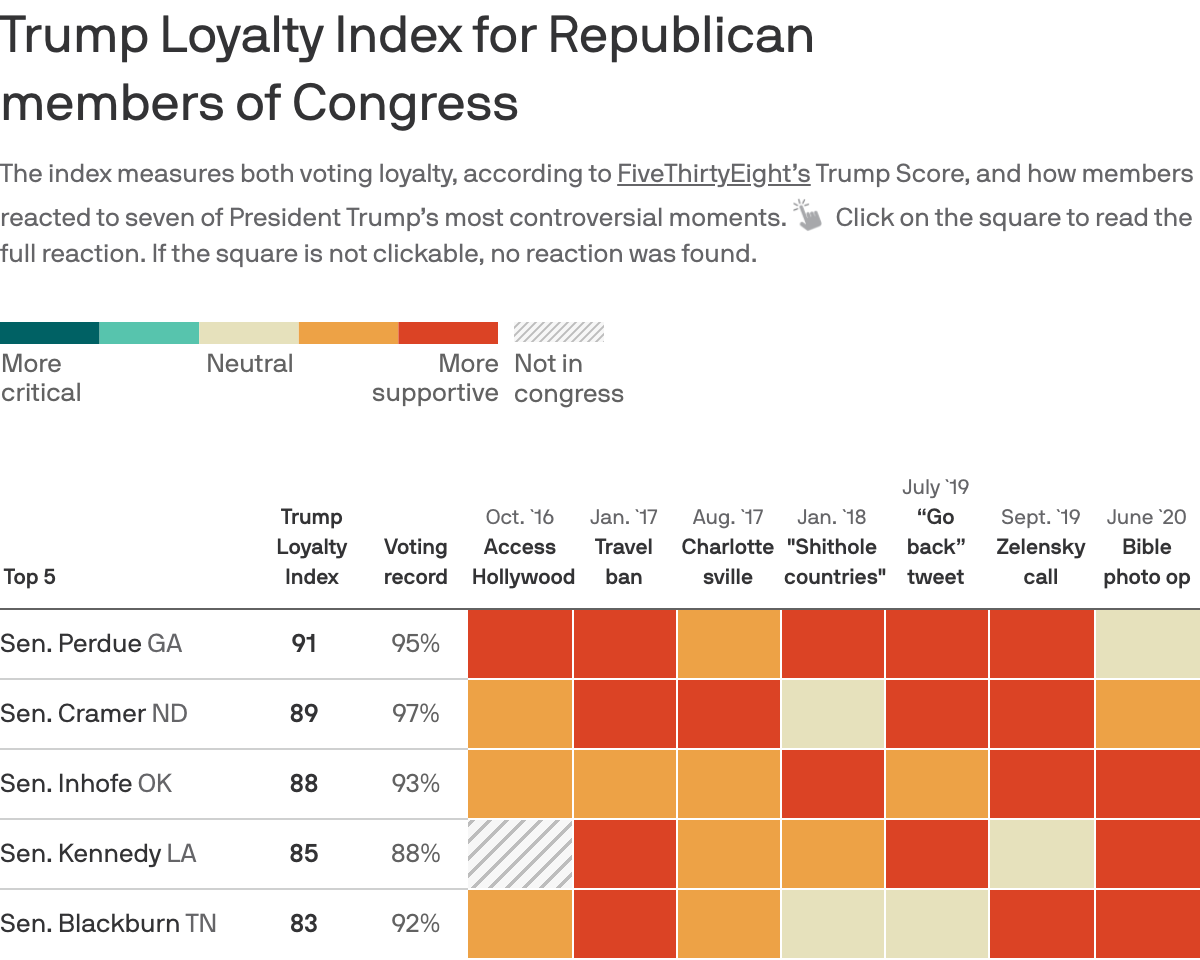 Trump Loyalty Index for Republican
members of Congress
The index measures both voting loyalty, according to FiveThirtyEight’s Trump Score, and how members
reacted to seven of President Trump’s most controversial moments. Click on the square to read the
full reaction. If the square is not clickable, no reaction was found.
More
critical
Neutral
More
supportive
Not in
congress
Top 5
Trump
Loyalty
Index
Voting
record
Oct. `16
Access
Hollywood
Jan. `17
Travel
ban
Aug. `17
Charlotte
sville
Jan. `18
"Shithole
countries"
July `19
“Go
back”
tweet
Sept. `19
Zelensky
call
June `20
Bible
photo op
Sen. Perdue GA 91 95%
Sen. Cramer ND 89 97%
Sen. Inhofe OK 88 93%
Sen. Kennedy LA 85 88%
Sen. Blackburn TN 83 92%